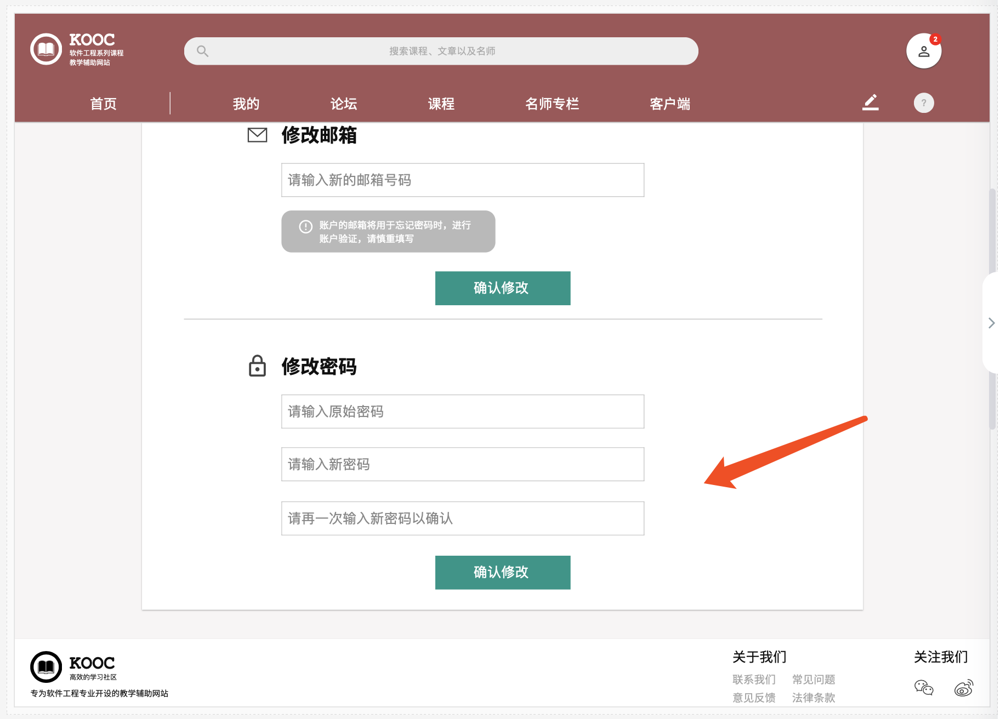 KOOC
软件工程系列课程
教学辅助网站
搜索课程、文章以及名师
2
首页
我的
论坛
课程
名师专栏
客户端
?
修改邮箱
请输入新的邮箱号码
账户的邮箱将用于忘记密码时，进行
账户验证，请慎重填写
确认修改
修改密码
请输入原始密码
请输入新密码
请再一次输入新密码以确认
确认修改
KOOC
高效的学习社区
专为软件工程专业开设的教学辅助网站
关于我们
联系我们 常见问题
意见反馈 法律条款
关注我们